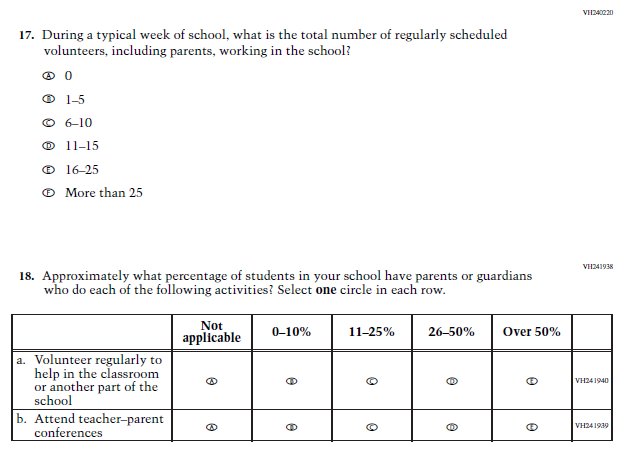 VH240220
17. During a typical week of school, what is the total number of regularly scheduled
volunteers, including parents, working in the school?
A 0
B 1–5
C 6–10
D 11–15
E 16–25
F More than 25
VH241938
18. Approximately what percentage of students in your school have parents or guardians
who do each of the following activities? Select one circle in each row.
Not applicable 0–10% 11–25% 26–50% Over 50%
a. Volunteer regularly to
help in the classroom
or another part of the
school
A B C D E VH241940
b. Attend teacher–parent
conferences
A B C D E VH241939